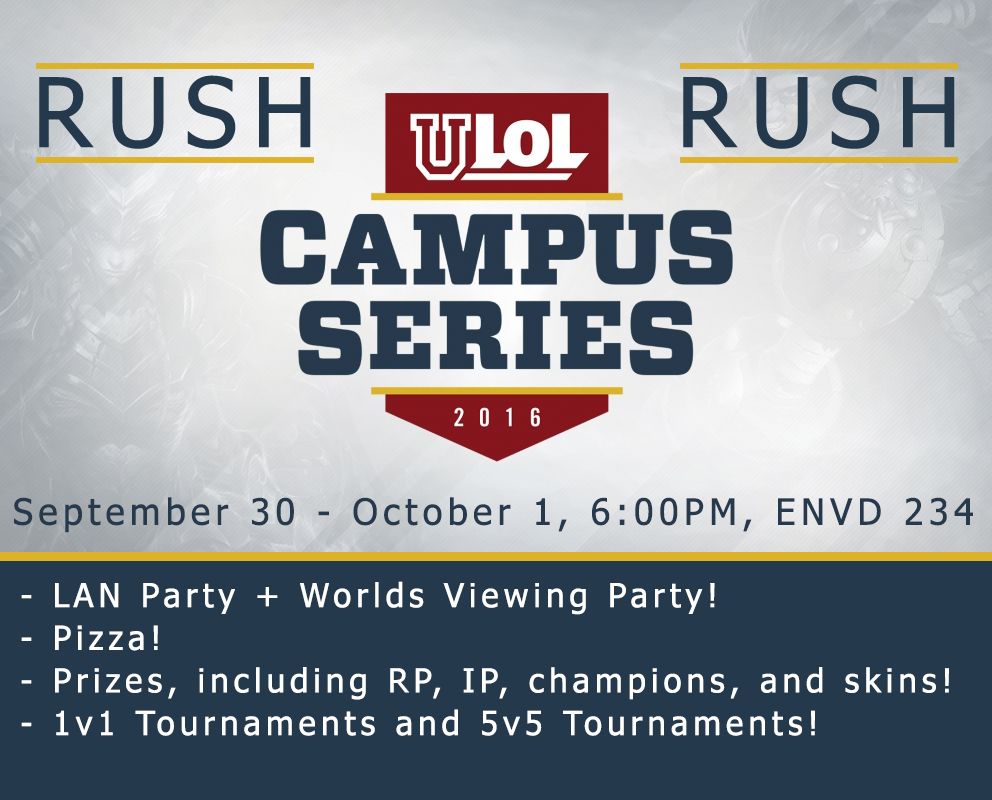 RUSH RUSH
ULOL
CAMPUS
SERIES
2016
September 30 - October 1, 6:00PM, ENVD 234
- LAN Party + Worlds Viewing Party!
- Pizza!
- Prizes, including RP, IP, champions, and skins!
- 1v1 Tournaments and 5v5 Tournaments!